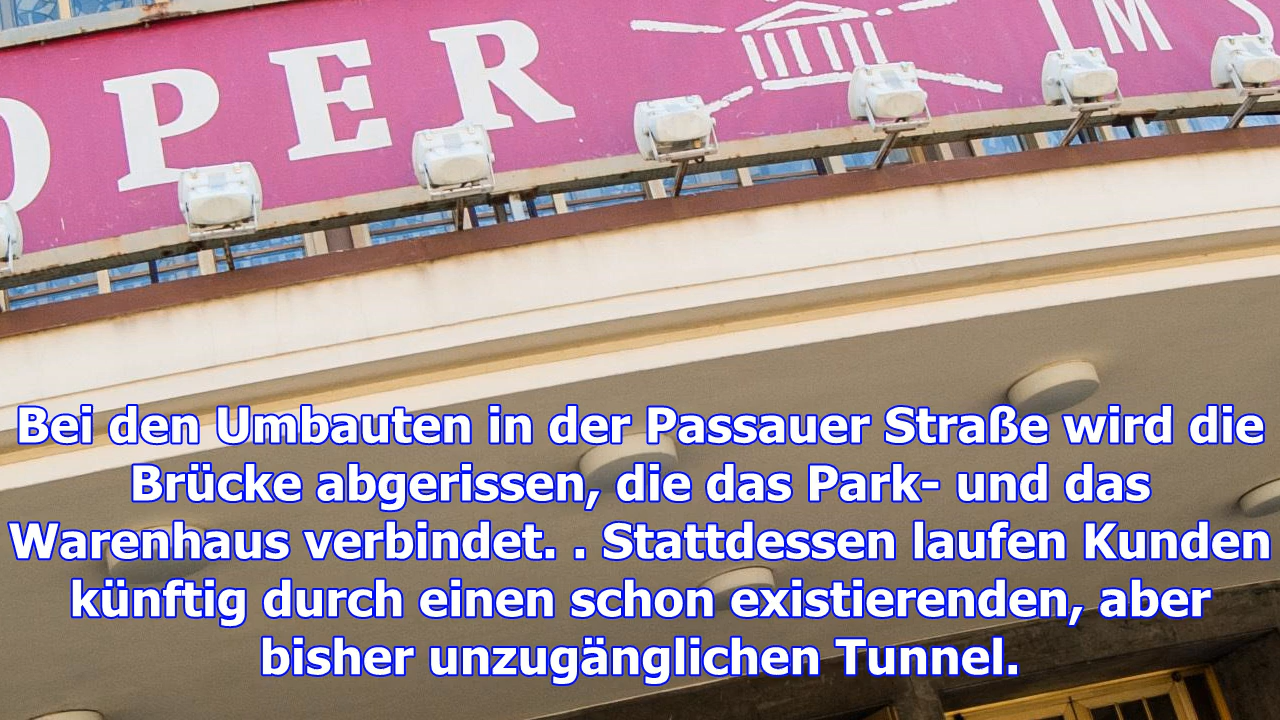 OPER IM S
Bei den Umbauten in der Passauer Straße wird die
Brücke abgerissen, die das Park- und das
Warenhaus verbindet. . Stattdessen laufen Kunden
künftig durch einen schon existierenden, aber
bisher unzugänglichen Tunnel.